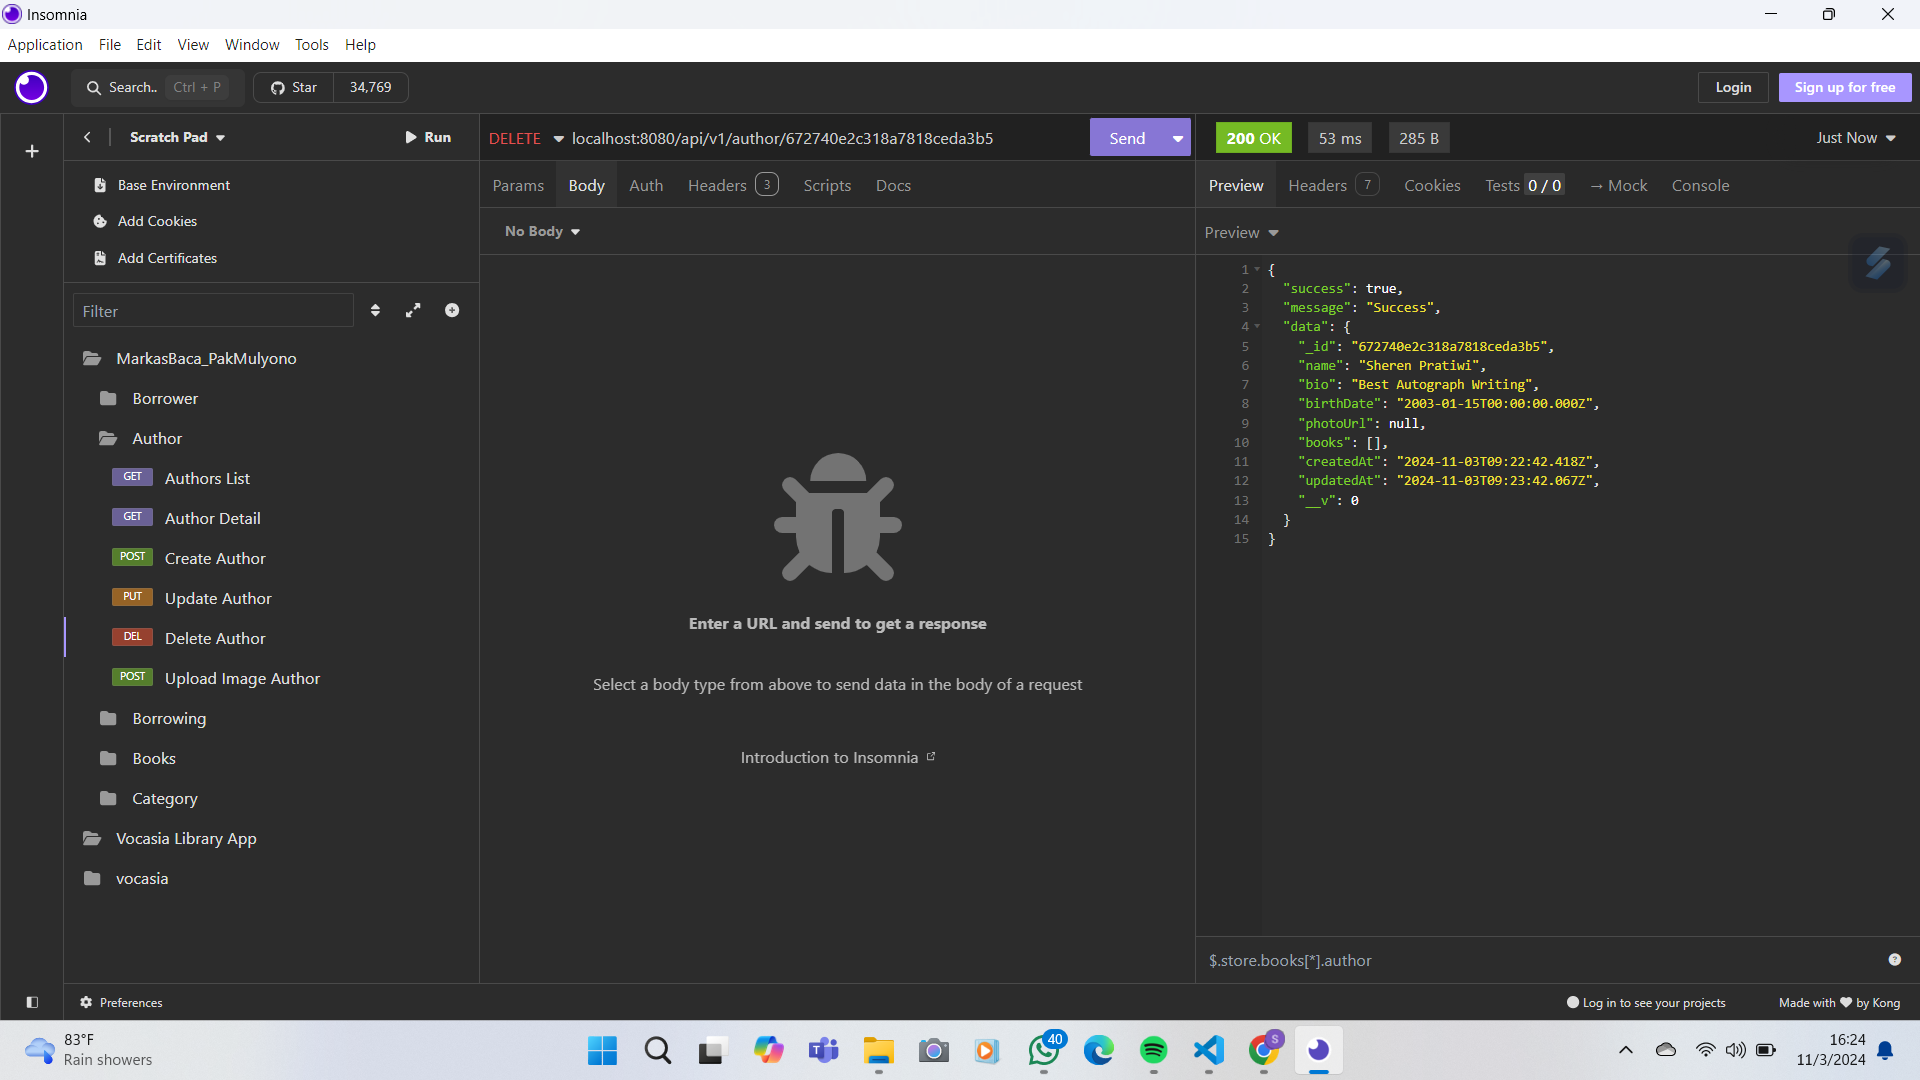 Insomnia
Application File Edit View Window Tools Help
Search.. Ctrl + P Star 34,769 Login Sign up for free
Scratch Pad Run
Base Environment
Add Cookies
Add Certificates
Filter
MarkasBaca_PakMulyono
Borrower
Author
GET Authors List
GET Author Detail
POST Create Author
PUT Update Author
DEL Delete Author
POST Upload Image Author
Borrowing
Books
Category
Vocasia Library App
vocasia
DELETE localhost:8080/api/v1/author/672740e2c318a7818ceda3b5 Send
Params Body Auth Headers 3 Scripts Docs
No Body
Enter a URL and send to get a response
Select a body type from above to send data in the body of a request
Introduction to Insomnia
200 OK 53 ms 285 B Just Now
Preview Headers 7 Cookies Tests 0 / 0 → Mock Console
Preview
1 {
2 "success": true,
3 "message": "Success",
4 "data": {
5 "_id": "672740e2c318a7818ceda3b5",
6 "name": "Sheren Pratiwi",
7 "bio": "Best Autograph Writing",
8 "birthDate": "2003-01-15T00:00:00.000Z",
9 "photoUrl": null,
10 "books": [],
11 "createdAt": "2024-11-03T09:22:42.418Z",
12 "updatedAt": "2024-11-03T09:23:42.067Z",
13 "__v": 0
14 }
15 }
$.store.books[*].author
Preferences Log in to see your projects Made with ♥ by Kong
83°F
Rain showers
40
S
16:24
11/3/2024